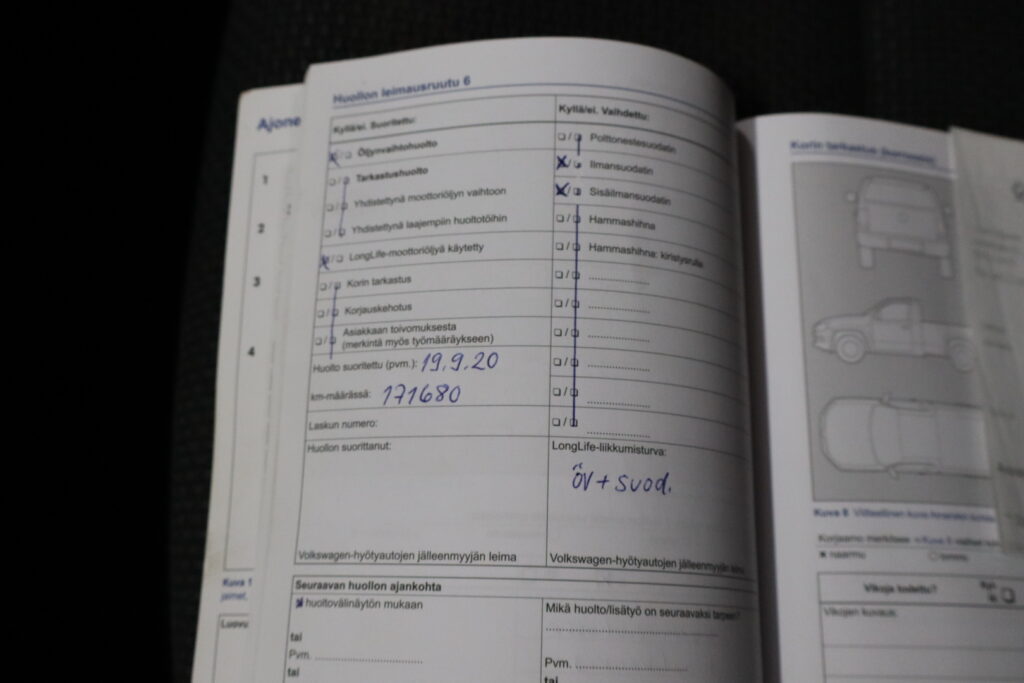 Huollon leimausruutu 6
Kyllä/ei. Suoritettu:
Öljynvaihtohuolto
Tarkastushuolto
Yhdistettynä moottoriöljyn vaihtoon
Yhdistettynä laajempiin huoltotöihin
LongLife-moottoriöljyä käytetty
Korin tarkastus
Korjauskehotus
Asiakkaan toivomuksesta
(merkintä myös työmääräykseen)
Huolto suoritettu (pvm.): 19.9.20
km-määrässä: 171680
Laskun numero:
Huollon suorittanut:
Volkswagen-hyötyautojen jälleenmyyjän leima
Kyllä/ei. Vaihdettu:
Polttonestesuodatin
Ilmansuodatin
Sisäilmansuodatin
Hammashihna
Hammashihna: kiristysrulla
LongLife-liikkumisturva:
ÖV + suod.
Volkswagen-hyötyautojen jälleenmyyjän
Seuraavan huollon ajankohta
huoltovälinäytön mukaan
tai
Pvm. ..............................
tai
Mikä huolto/lisätyö on seuraavaksi tarpeen?
Pvm. ..............................
tai
Ajone
1
2
3
4
Kuva 1
Luovu
Korin tarkastus
Kuva 8
naarmu
Vikoja todettu?
Vikojen kuvaus: